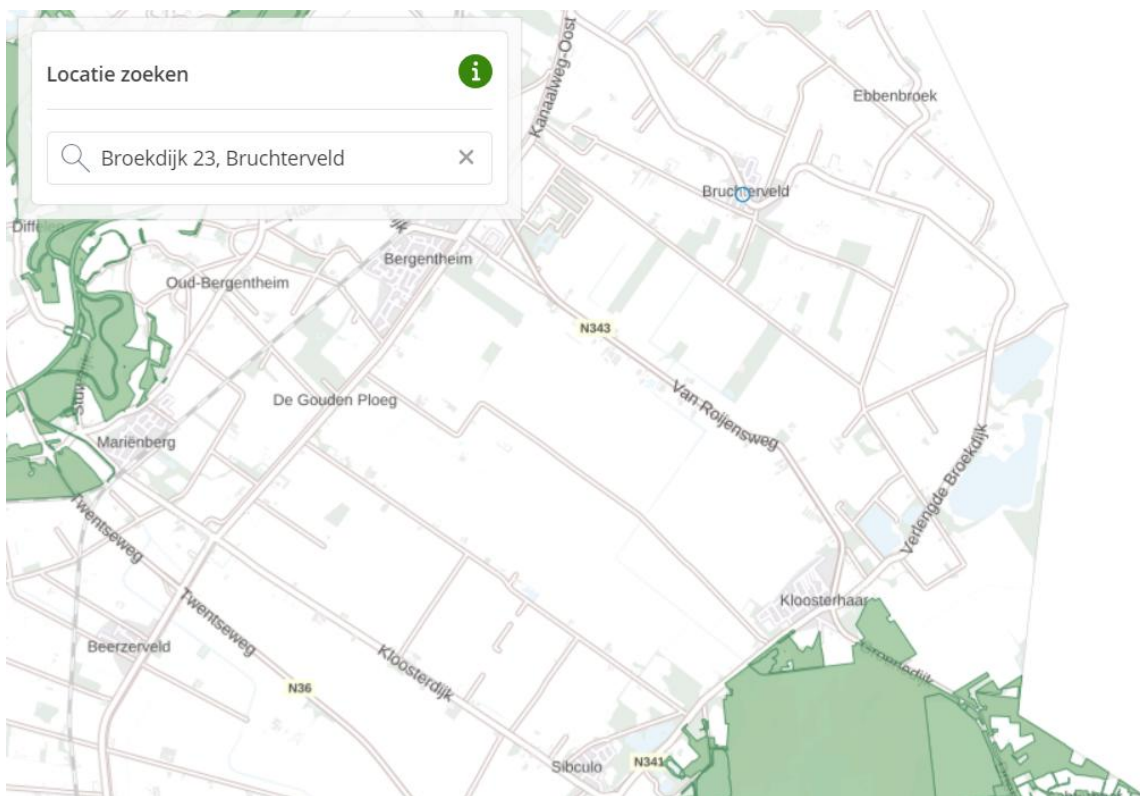 Locatie zoeken
Broekdijk 23, Bruchterveld
Kanaalweg-Oost
Ebbenbroek
Bruchterveld
Bergentheim
Oud-Bergentheim
N343
De Gouden Ploeg
Van Roijensweg
Mariënberg
Verlengde Broekdijk
Twentseweg
Twentseweg
Kloosterhaar
Beerzerveld
Kloosterdijk
N36
Sibculo
N341